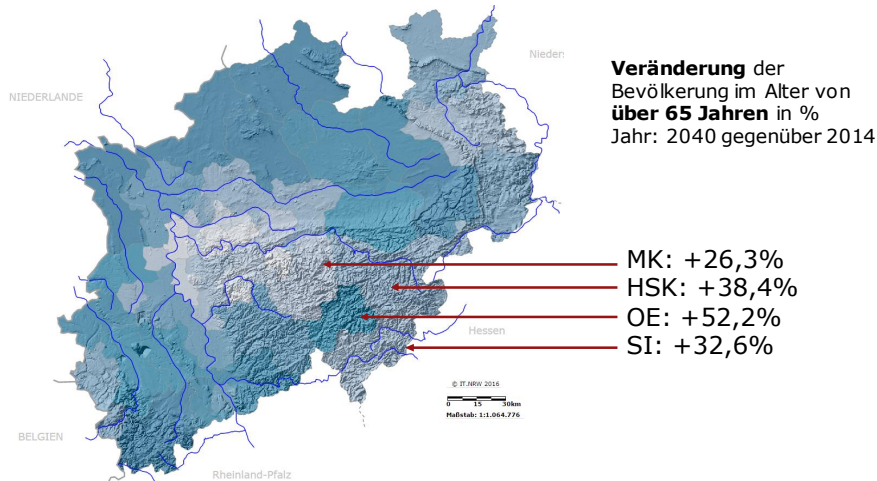 NIEDERLANDE
Nieders
Veränderung der
Bevölkerung im Alter von
über 65 Jahren in %
Jahr: 2040 gegenüber 2014
MK: +26,3%
HSK: +38,4%
OE: +52,2%
SI: +32,6%
Hessen
© IT.NRW 2016
0 15 30km
Maßstab: 1:1.064.776
BELGIEN
Rheinland-Pfalz